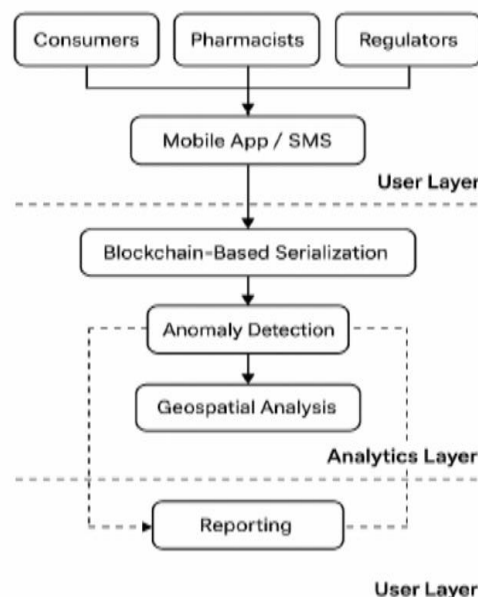 Consumers
Pharmacists
Regulators
Mobile App / SMS
User Layer
Blockchain-Based Serialization
Anomaly Detection
Geospatial Analysis
Analytics Layer
Reporting
User Layer